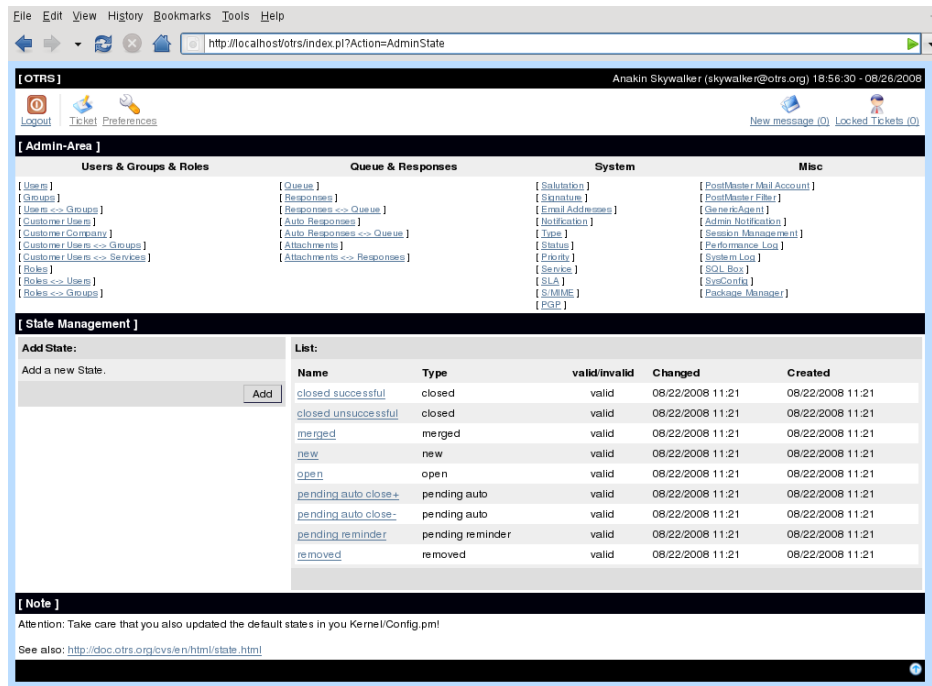 File Edit View History Bookmarks Tools Help
http://localhost/otrs/index.pl?Action=AdminState
[ OTRS ] Anakin Skywalker (skywalker@otrs.org) 18:56:30 - 08/26/2008
Logout Ticket Preferences New message (0) Locked Tickets (0)
[ Admin-Area ]
Users & Groups & Roles Queue & Responses System Misc
[ Users ] [ Queue ] [ Salutation ] [ PostMaster Mail Account ]
[ Groups ] [ Responses ] [ Signature ] [ PostMaster Filter ]
[ Users <-> Groups ] [ Responses <-> Queue ] [ Email Addresses ] [ GenericAgent ]
[ Customer Users ] [ Auto Responses ] [ Notification ] [ Admin Notification ]
[ Customer Company ] [ Auto Responses <-> Queue ] [ Type ] [ Session Management ]
[ Customer Users <-> Groups ] [ Attachments ] [ Status ] [ Performance Log ]
[ Customer Users <-> Services ] [ Attachments <-> Responses ] [ Priority ] [ System Log ]
[ Roles ] [ Service ] [ SQL Box ]
[ Roles <-> Users ] [ SLA ] [ SysConfig ]
[ Roles <-> Groups ] [ S/MIME ] [ Package Manager ]
[ PGP ]
[ State Management ]
Add State: List:
Add a new State. Name Type valid/invalid Changed Created
Add closed successful closed valid 08/22/2008 11:21 08/22/2008 11:21
closed unsuccessful closed valid 08/22/2008 11:21 08/22/2008 11:21
merged merged valid 08/22/2008 11:21 08/22/2008 11:21
new new valid 08/22/2008 11:21 08/22/2008 11:21
open open valid 08/22/2008 11:21 08/22/2008 11:21
pending auto close+ pending auto valid 08/22/2008 11:21 08/22/2008 11:21
pending auto close- pending auto valid 08/22/2008 11:21 08/22/2008 11:21
pending reminder pending reminder valid 08/22/2008 11:21 08/22/2008 11:21
removed removed valid 08/22/2008 11:21 08/22/2008 11:21
[ Note ]
Attention: Take care that you also updated the default states in you Kernel/Config.pm!
See also: http://doc.otrs.org/cvs/en/html/state.html